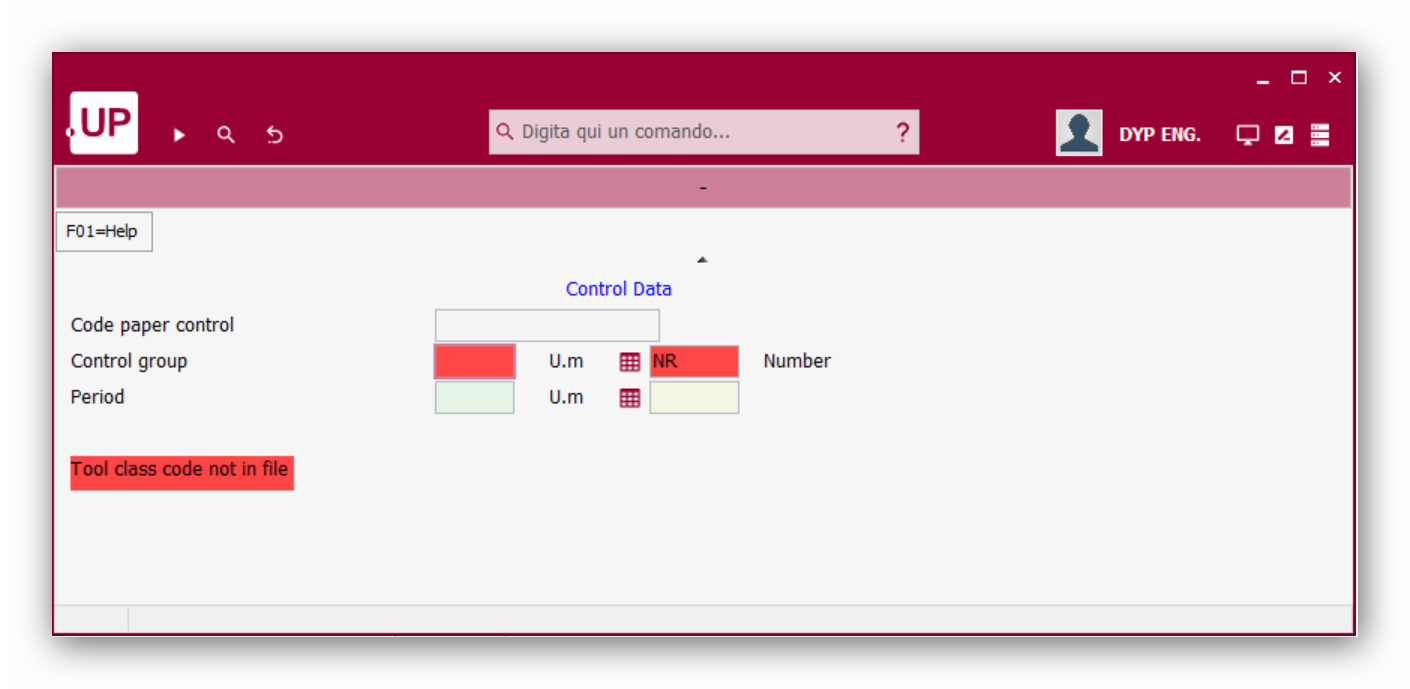 .UP
Digita qui un comando... ?
DYP ENG.
-
F01=Help
Control Data
Code paper control
Control group U.m NR Number
Period U.m
Tool class code not in file